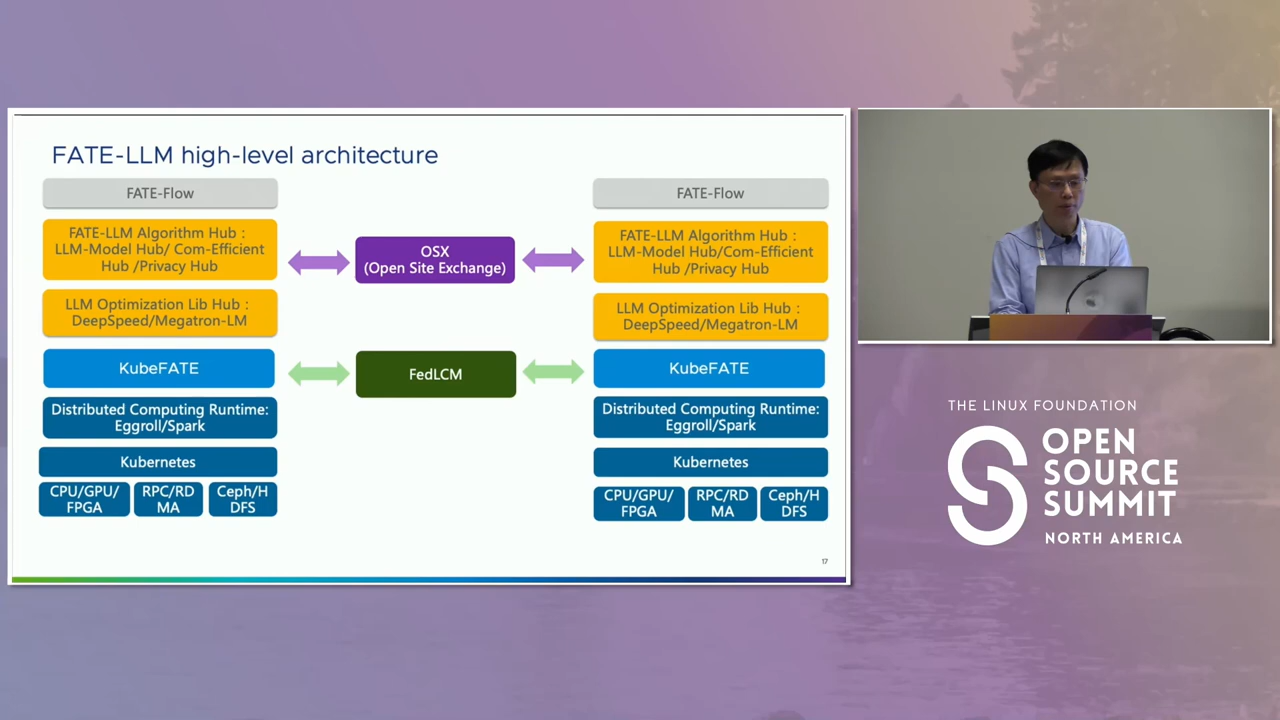 FATE-LLM high-level architecture
FATE-Flow
FATE-LLM Algorithm Hub：
LLM-Model Hub/ Com-Efficient
Hub /Privacy Hub
LLM Optimization Lib Hub：
DeepSpeed/Megatron-LM
KubeFATE
Distributed Computing Runtime:
Eggroll/Spark
Kubernetes
CPU/GPU/
FPGA
RPC/RD
MA
Ceph/H
DFS
OSX
(Open Site Exchange)
FedLCM
FATE-Flow
FATE-LLM Algorithm Hub：
LLM-Model Hub/Com-Efficient
Hub /Privacy Hub
LLM Optimization Lib Hub：
DeepSpeed/Megatron-LM
KubeFATE
Distributed Computing Runtime:
Eggroll/Spark
Kubernetes
CPU/GPU/
FPGA
RPC/RD
MA
Ceph/H
DFS
17
THE LINUX FOUNDATION
OPEN
SOURCE
SUMMIT
NORTH AMERICA